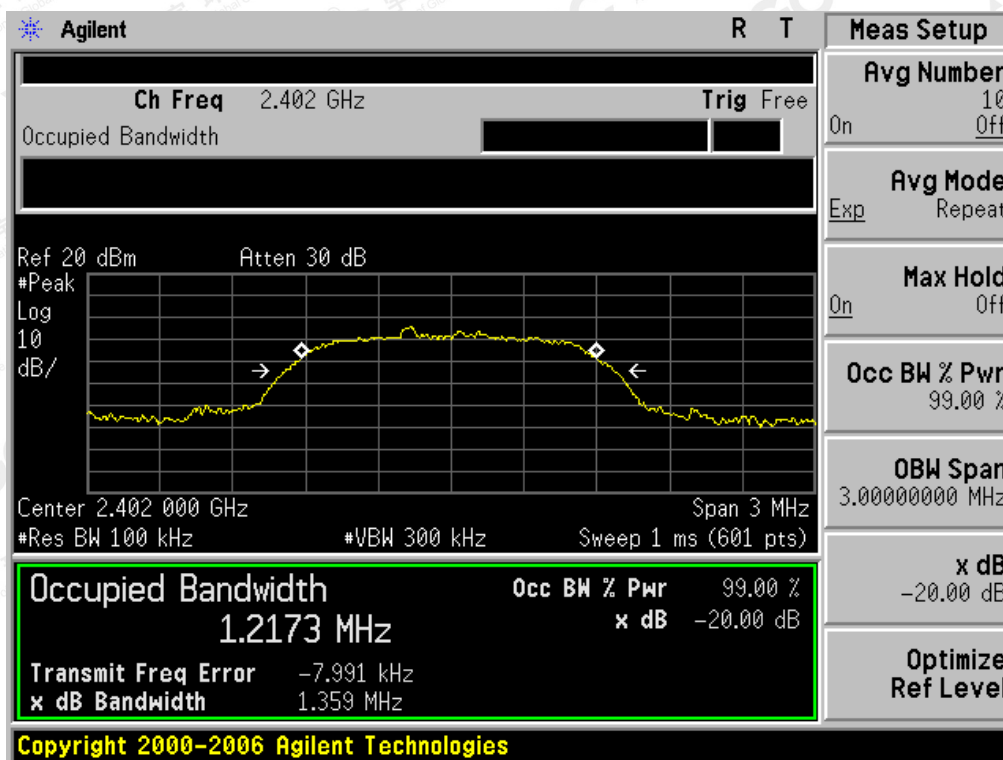 Agilent R T
Ch Freq 2.402 GHz Trig Free
Occupied Bandwidth
Ref 20 dBm Atten 30 dB
#Peak
Log
10
dB/
Center 2.402 000 GHz Span 3 MHz
#Res BW 100 kHz #VBW 300 kHz Sweep 1 ms (601 pts)
Occupied Bandwidth Occ BW % Pwr 99.00 %
1.2173 MHz x dB -20.00 dB
Transmit Freq Error -7.991 kHz
x dB Bandwidth 1.359 MHz
Copyright 2000-2006 Agilent Technologies
Meas Setup
Avg Number
10
On Off
Avg Mode
Exp Repeat
Max Hold
On Off
Occ BW % Pwr
99.00 %
OBW Span
3.00000000 MHz
x dB
-20.00 dB
Optimize
Ref Level